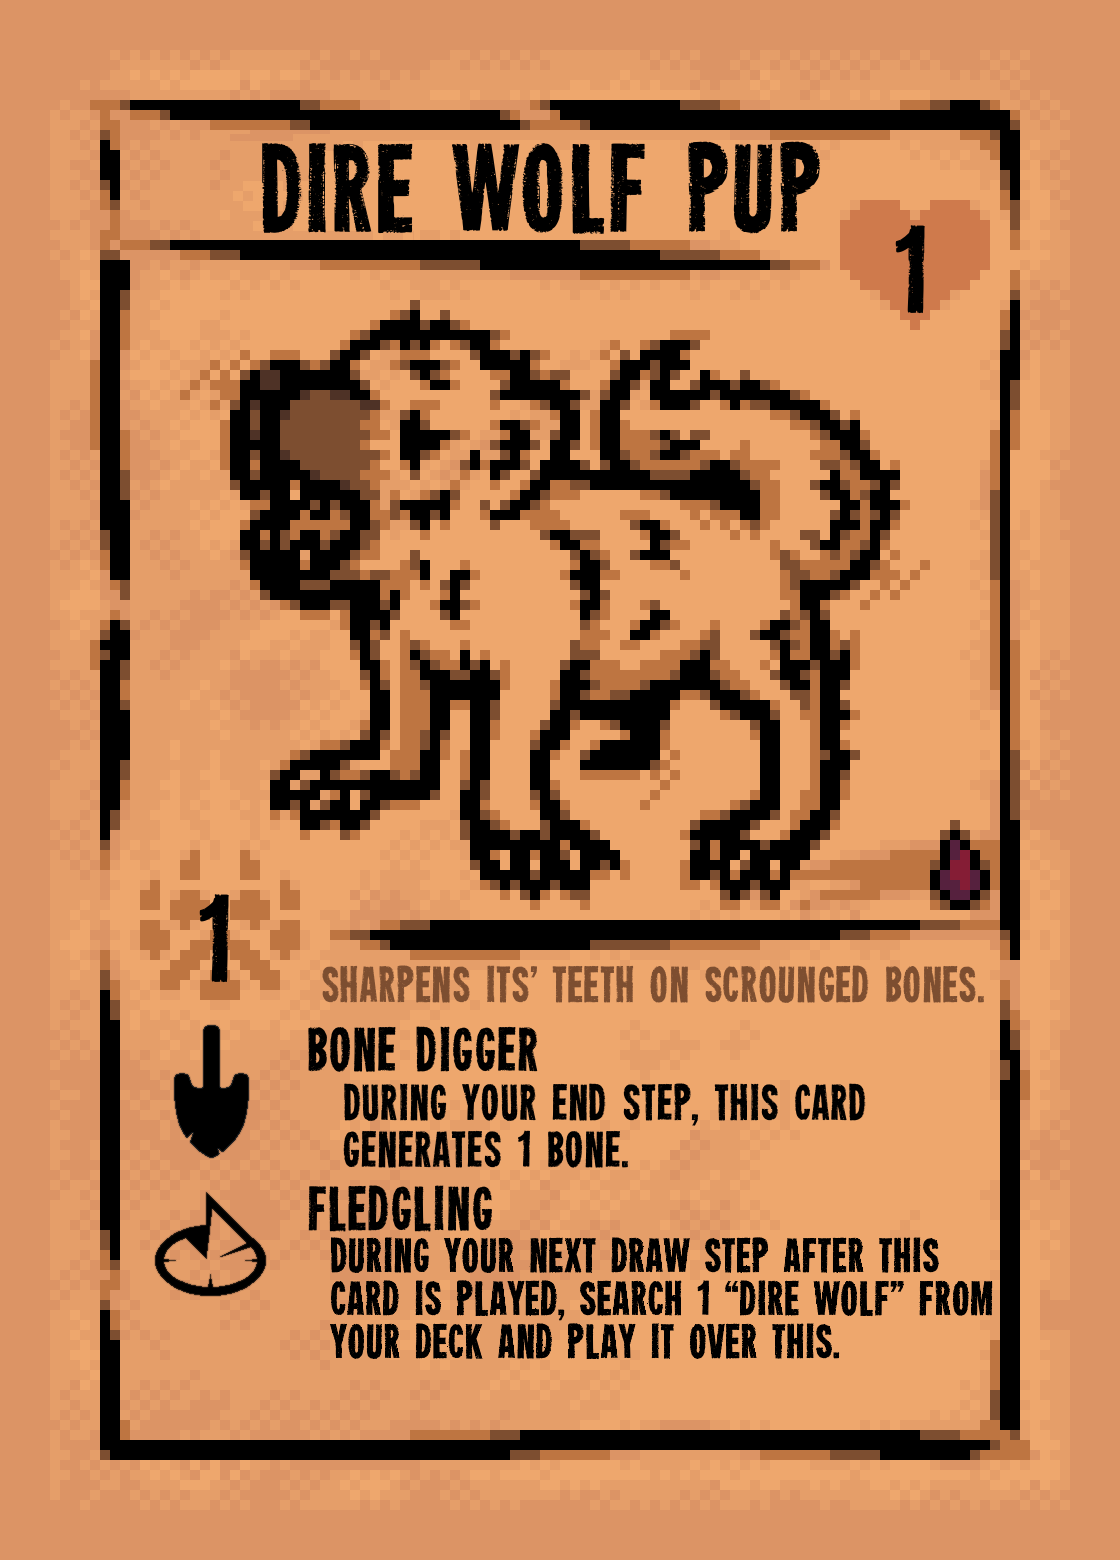 DIRE WOLF PUP
1
1
SHARPENS ITS’ TEETH ON SCROUNGED BONES.
BONE DIGGER
DURING YOUR END STEP, THIS CARD
GENERATES 1 BONE.
FLEDGLING
DURING YOUR NEXT DRAW STEP AFTER THIS
CARD IS PLAYED, SEARCH 1 “DIRE WOLF” FROM
YOUR DECK AND PLAY IT OVER THIS.